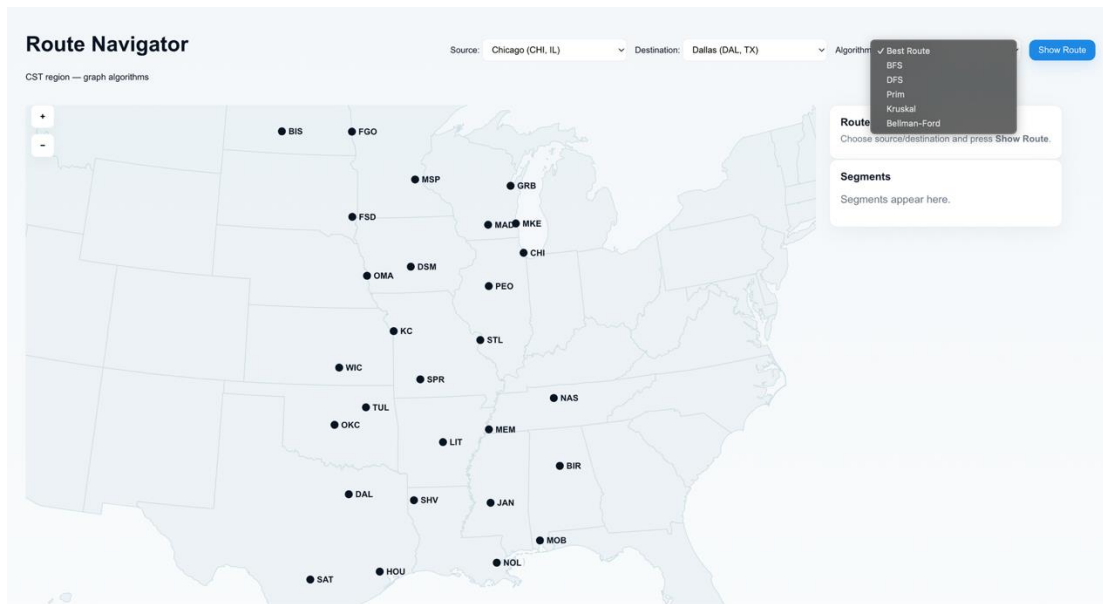 Route Navigator
CST region — graph algorithms
Source: Chicago (CHI, IL) Destination: Dallas (DAL, TX) Algorithm
✓ Best Route
BFS
DFS
Prim
Kruskal
Bellman-Ford
Show Route
+
-
BIS
FGO
MSP
GRB
FSD
MAD
MKE
CHI
DSM
OMA
PEO
KC
STL
WIC
SPR
NAS
TUL
OKC
MEM
LIT
BIR
DAL
SHV
JAN
MOB
NOL
HOU
SAT
Route
Choose source/destination and press Show Route.
Segments
Segments appear here.